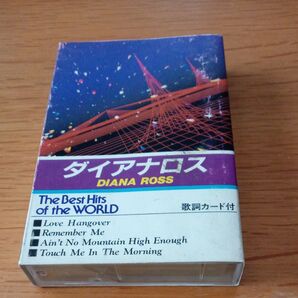 ダイアナロス
DIANA ROSS
The Best Hits
of the WORLD
歌詞カード付
■ Love Hangover
■ Remember Me
■ Ain't No Mountain High Enough
■ Touch Me In The Morning